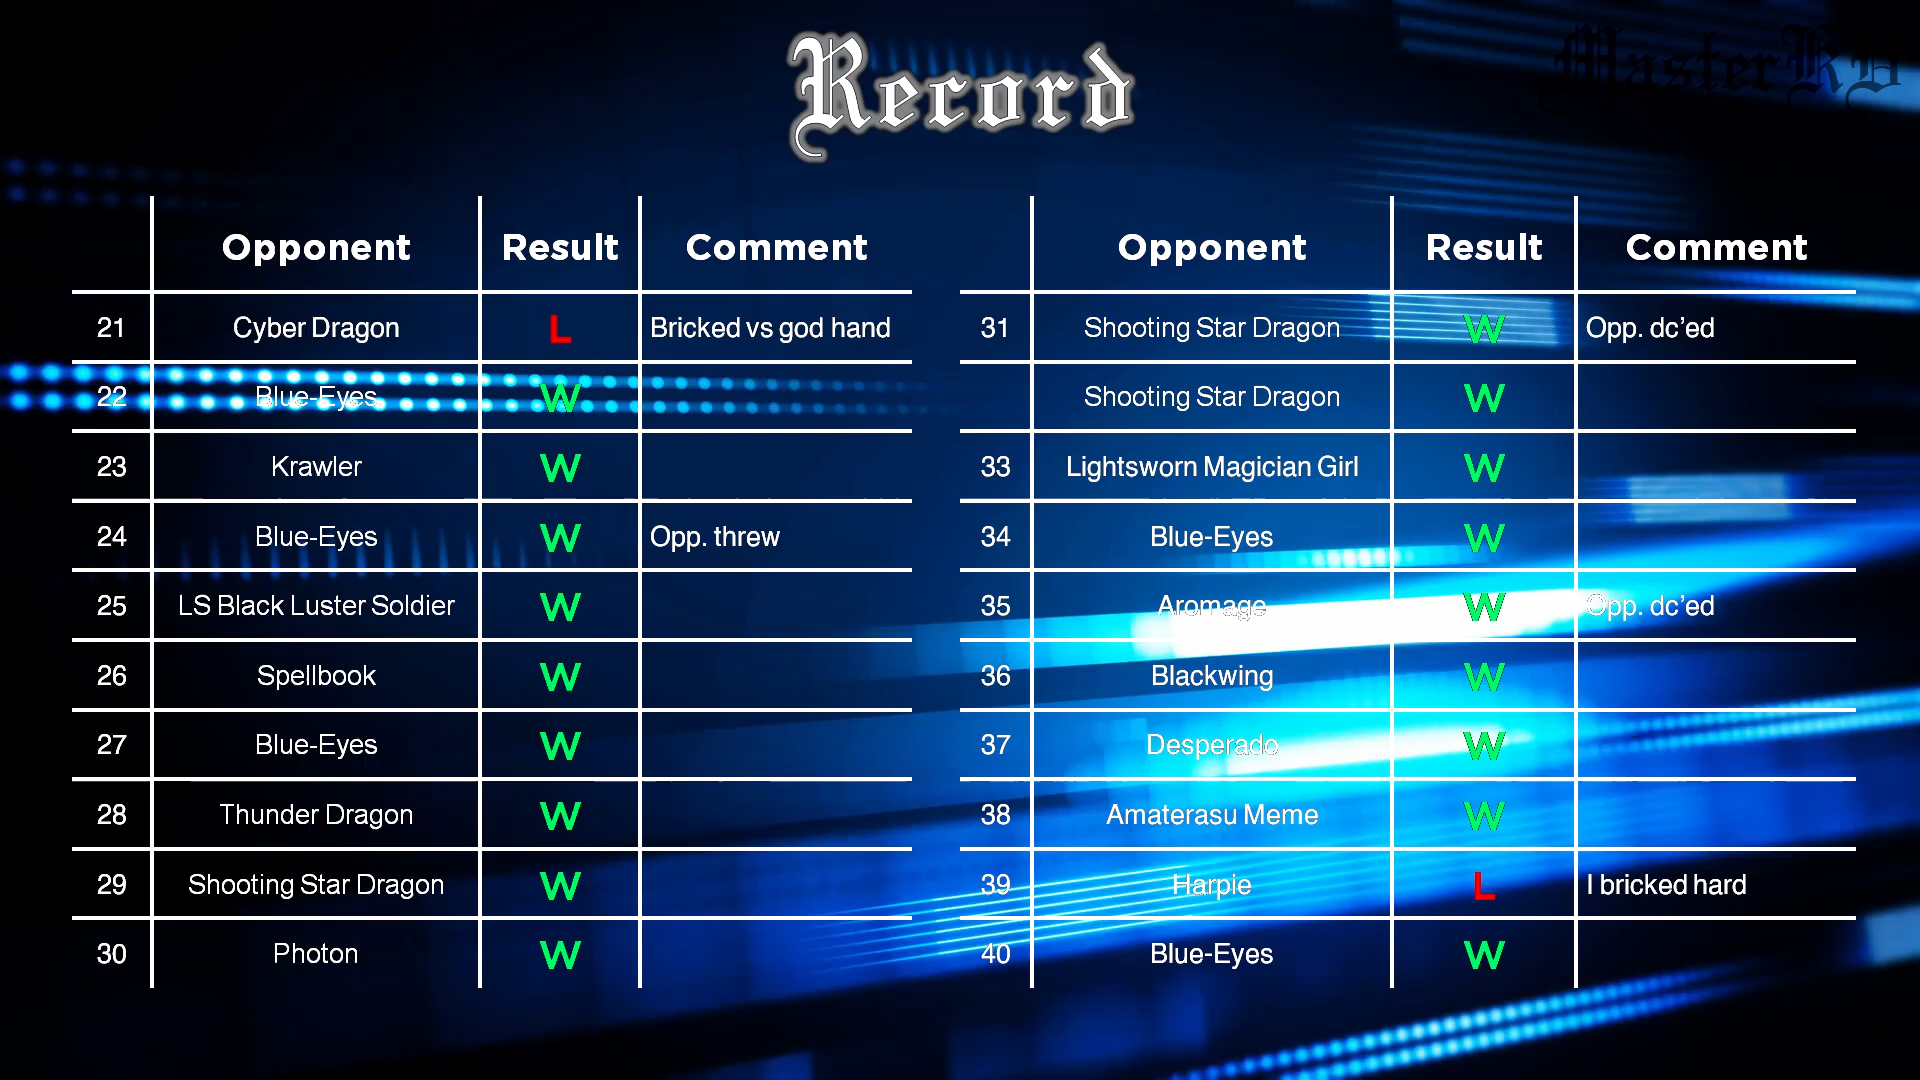 Record
MasterKD
Opponent Result Comment
21 Cyber Dragon L Bricked vs god hand
22 Blue-Eyes W
23 Krawler W
24 Blue-Eyes W Opp. threw
25 LS Black Luster Soldier W
26 Spellbook W
27 Blue-Eyes W
28 Thunder Dragon W
29 Shooting Star Dragon W
30 Photon W
Opponent Result Comment
31 Shooting Star Dragon W Opp. dc’ed
Shooting Star Dragon W
33 Lightsworn Magician Girl W
34 Blue-Eyes W
35 Aromage W Opp. dc’ed
36 Blackwing W
37 Desperado W
38 Amaterasu Meme W
39 Harpie L I bricked hard
40 Blue-Eyes W